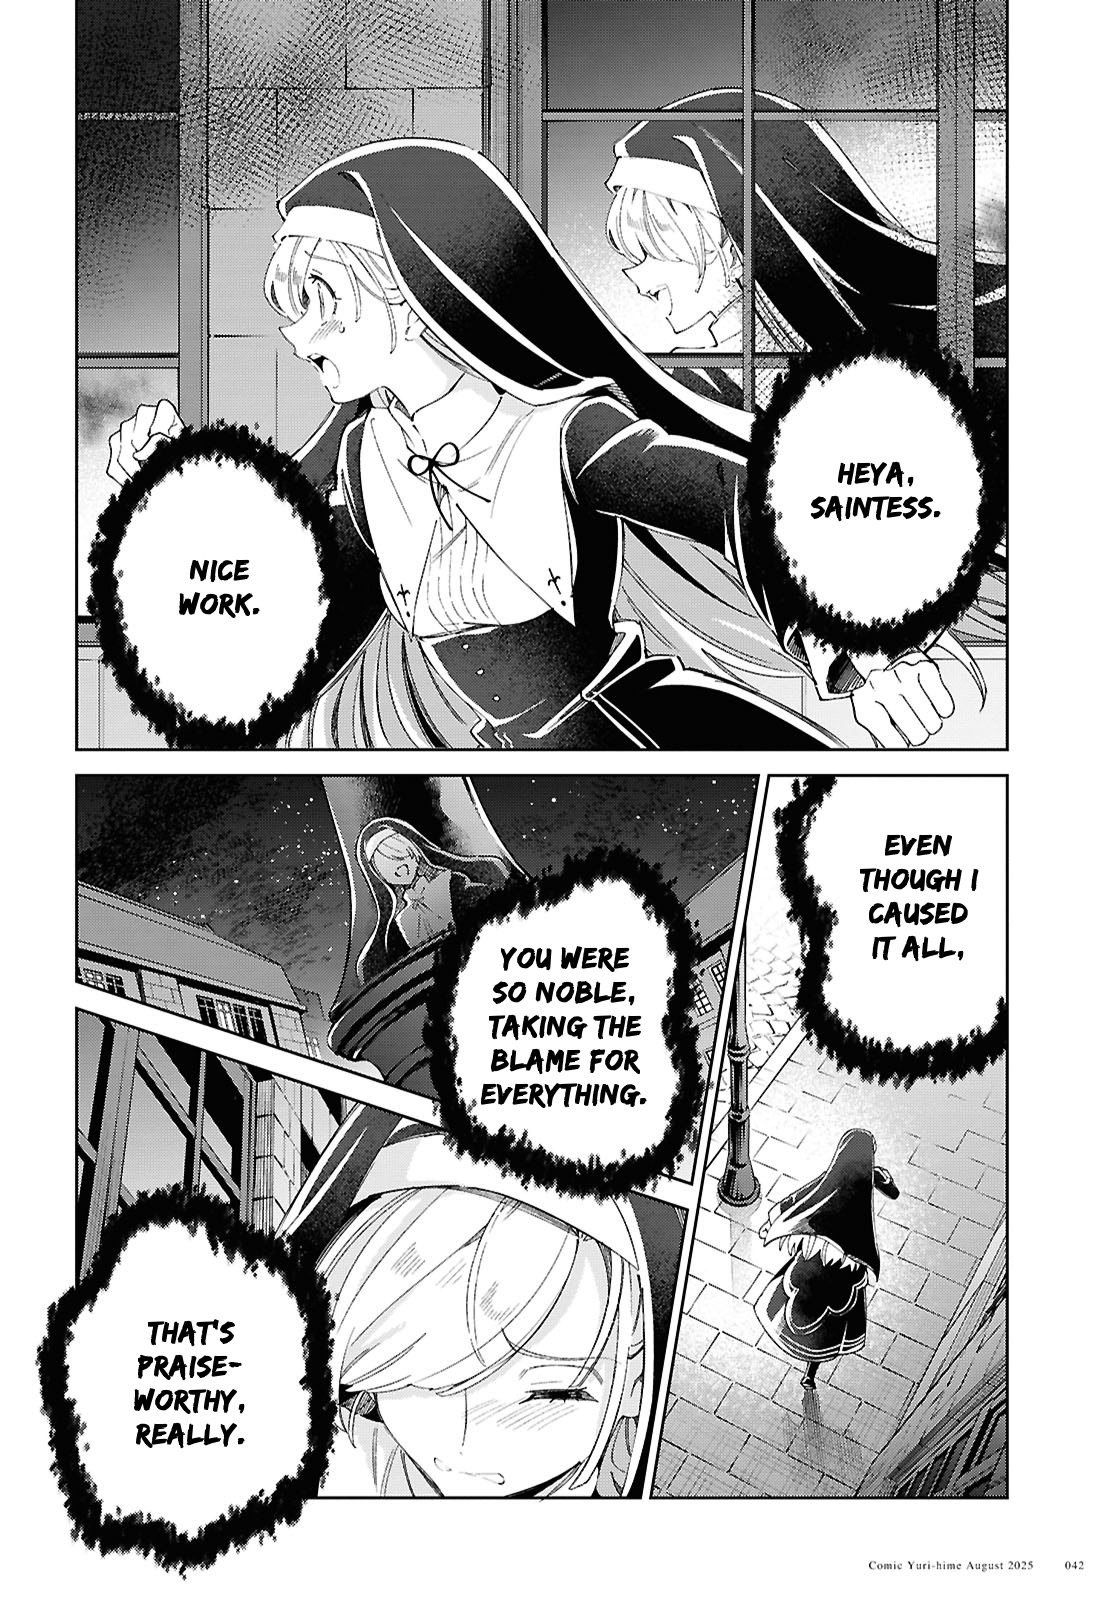 HEYA,
SAINTESS.
NICE
WORK.
EVEN
THOUGH I
CAUSED
IT ALL,
YOU WERE
SO NOBLE,
TAKING THE
BLAME FOR
EVERYTHING.
THAT'S
PRAISE-
WORTHY,
REALLY.
Comic Yuri-hime August 2025 042